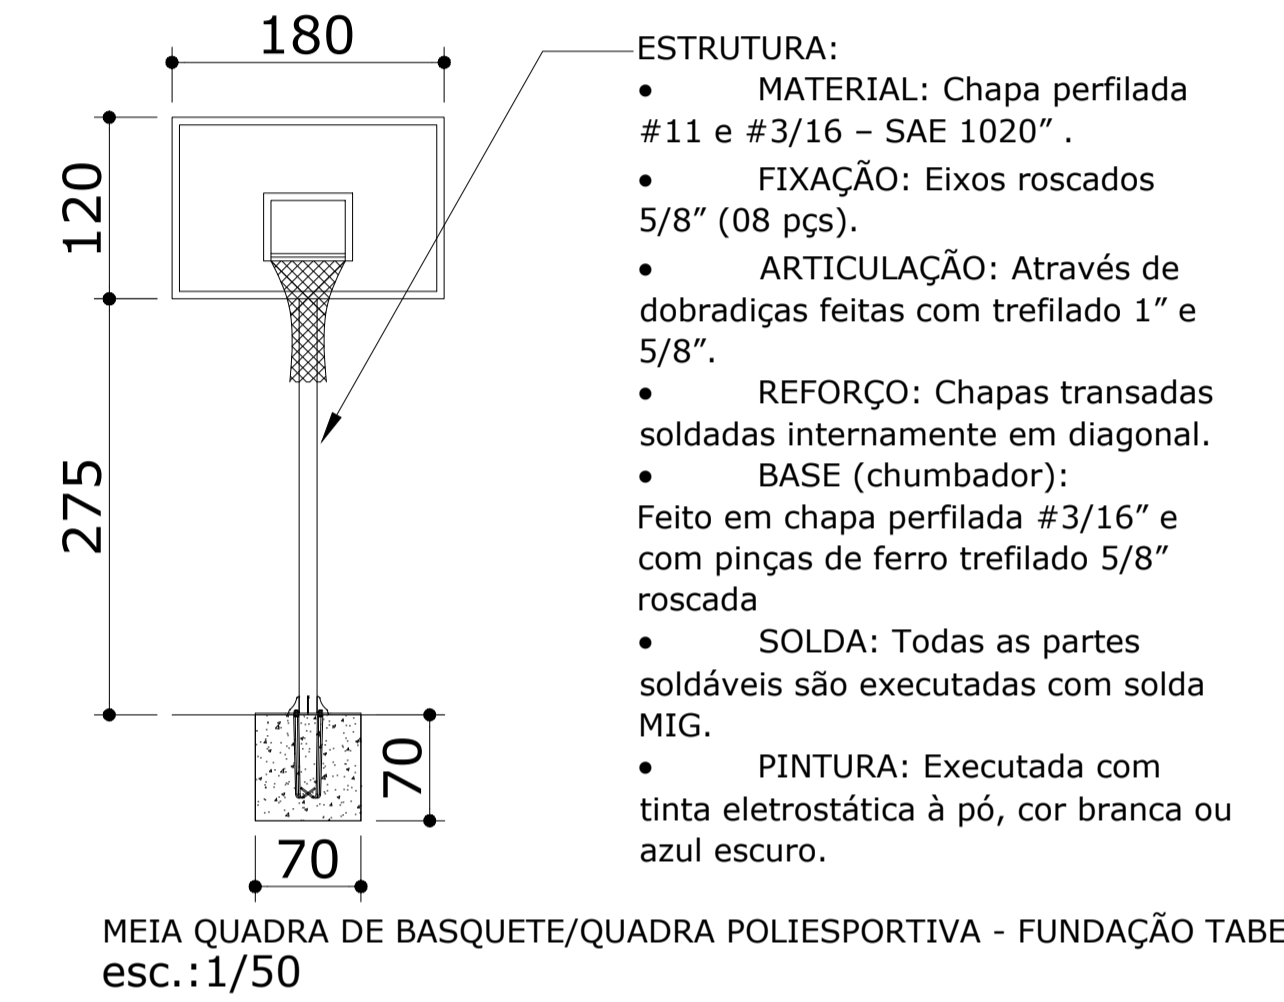 180
ESTRUTURA:
• MATERIAL: Chapa perfilada
#11 e #3/16 – SAE 1020” .
• FIXAÇÃO: Eixos roscados
5/8” (08 pçs).
• ARTICULAÇÃO: Através de
dobradiças feitas com trefilado 1” e
5/8”.
• REFORÇO: Chapas transadas
soldadas internamente em diagonal.
• BASE (chumbador):
Feito em chapa perfilada #3/16” e
com pinças de ferro trefilado 5/8”
roscada
• SOLDA: Todas as partes
soldáveis são executadas com solda
MIG.
• PINTURA: Executada com
tinta eletrostática à pó, cor branca ou
azul escuro.
120
275
70
70
MEIA QUADRA DE BASQUETE/QUADRA POLIESPORTIVA - FUNDAÇÃO TABE
esc.:1/50